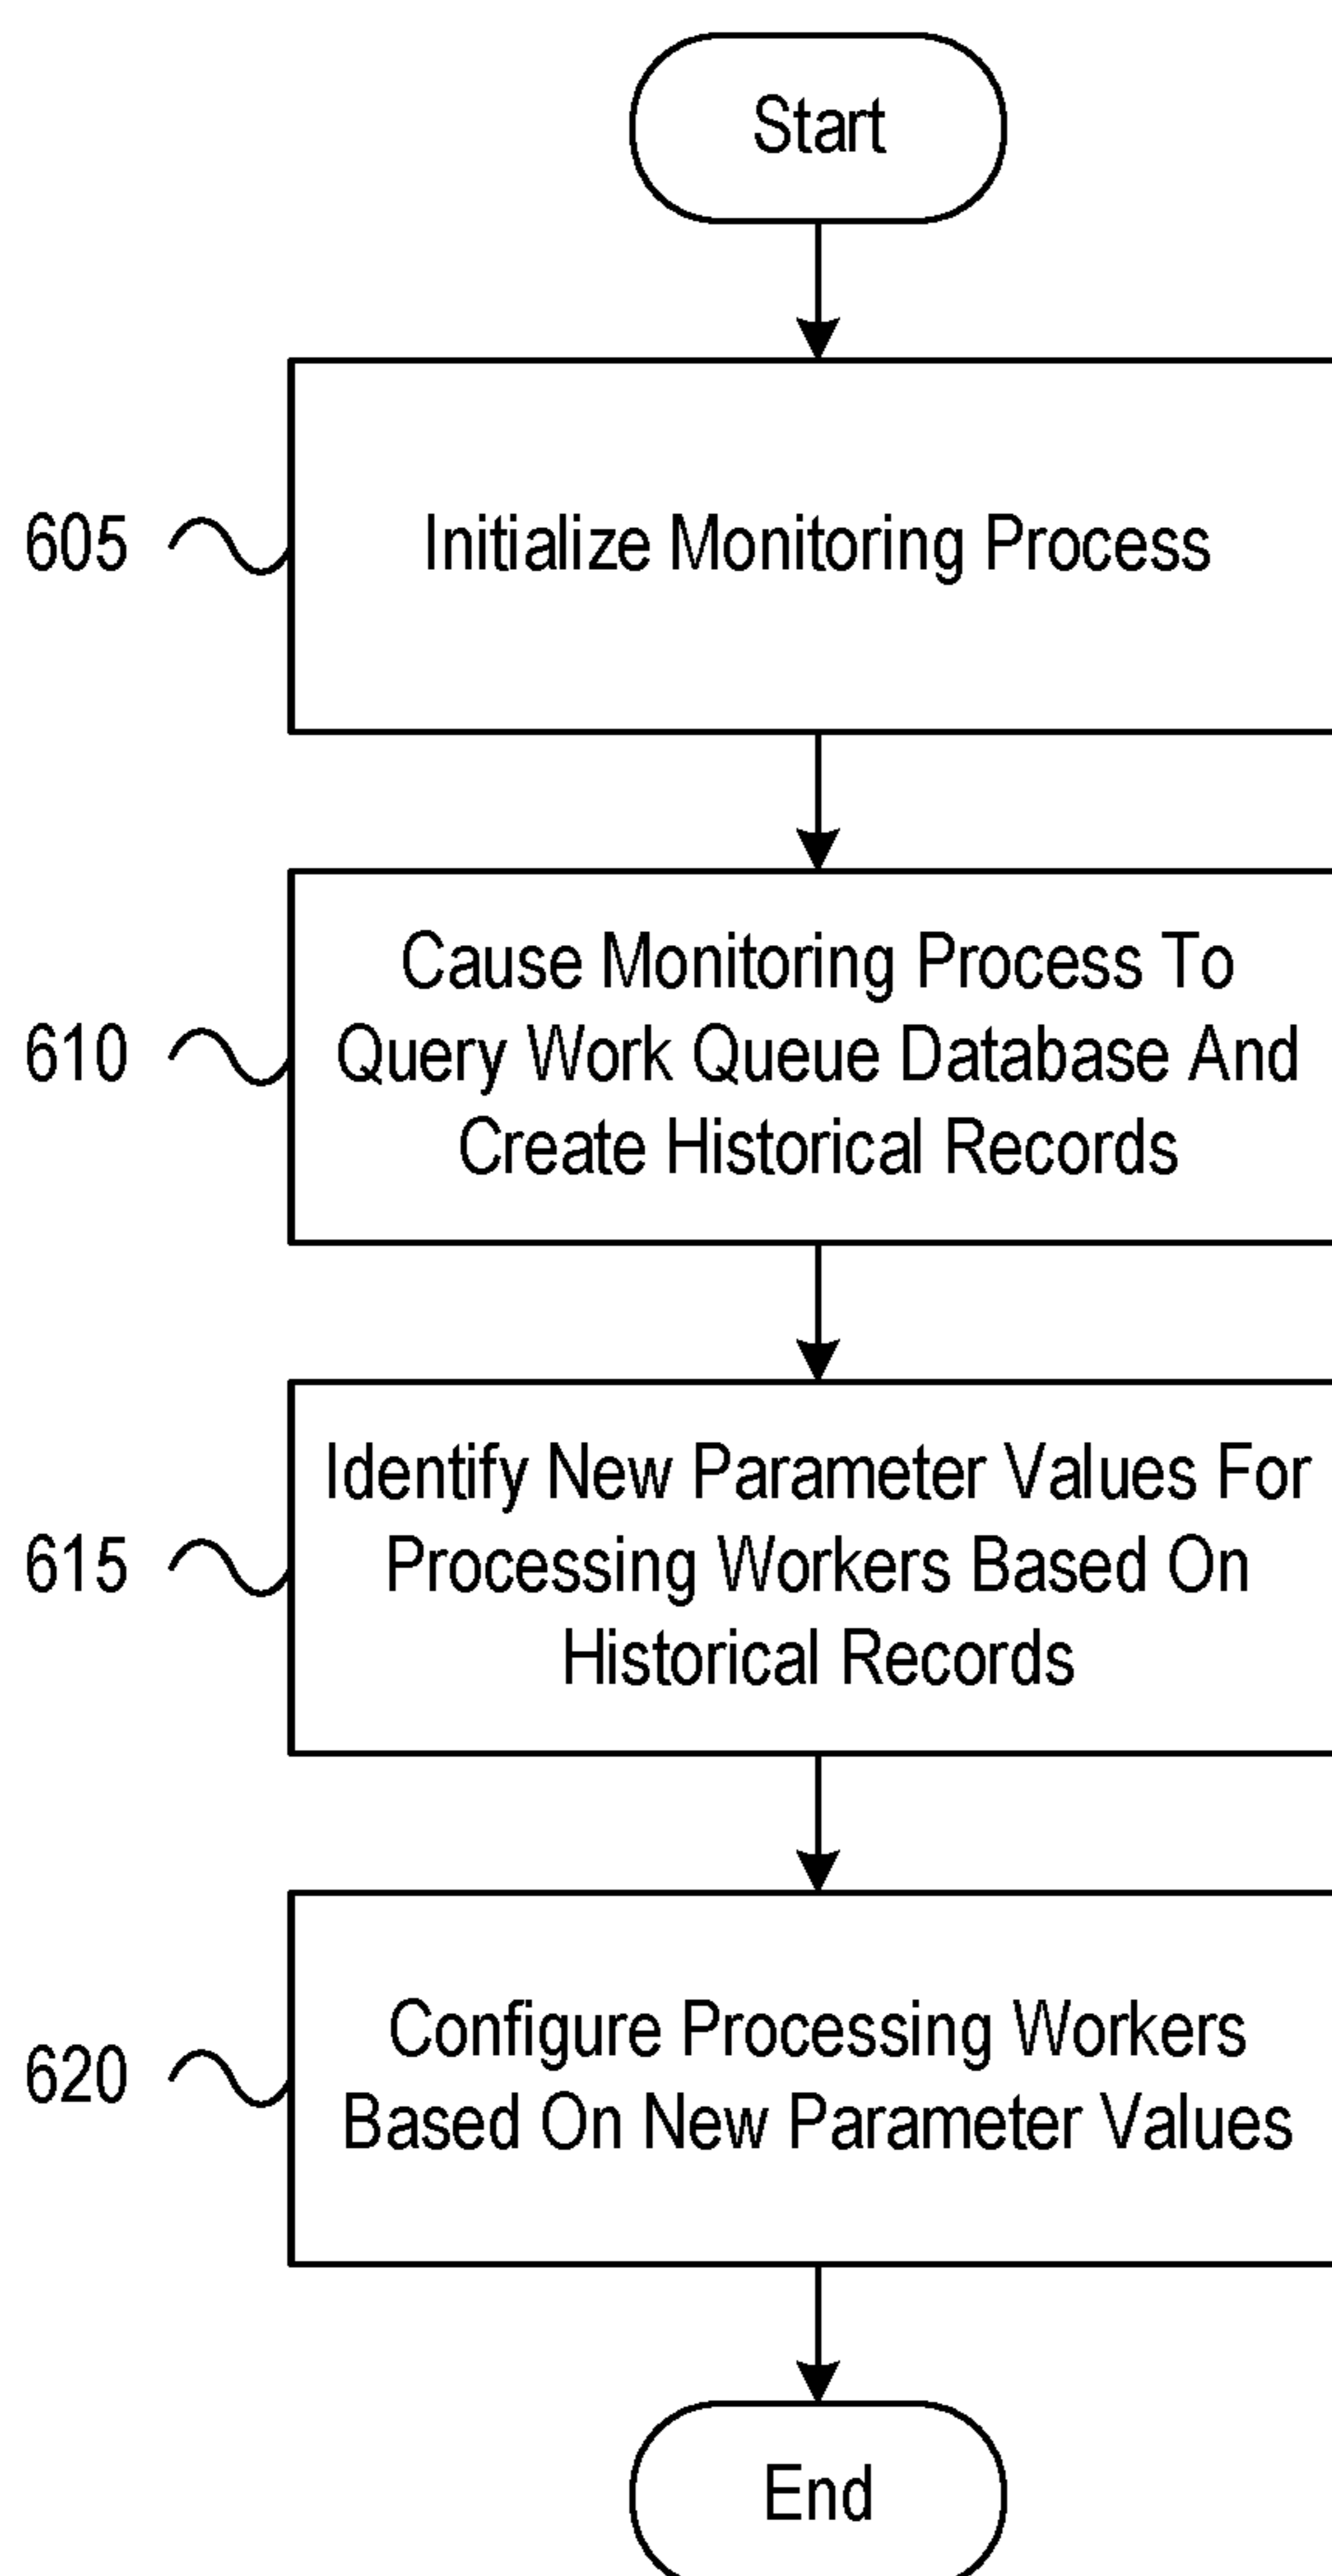 Start
605
Initialize Monitoring Process
610
Cause Monitoring Process To
Query Work Queue Database And
Create Historical Records
615
Identify New Parameter Values For
Processing Workers Based On
Historical Records
620
Configure Processing Workers
Based On New Parameter Values
End